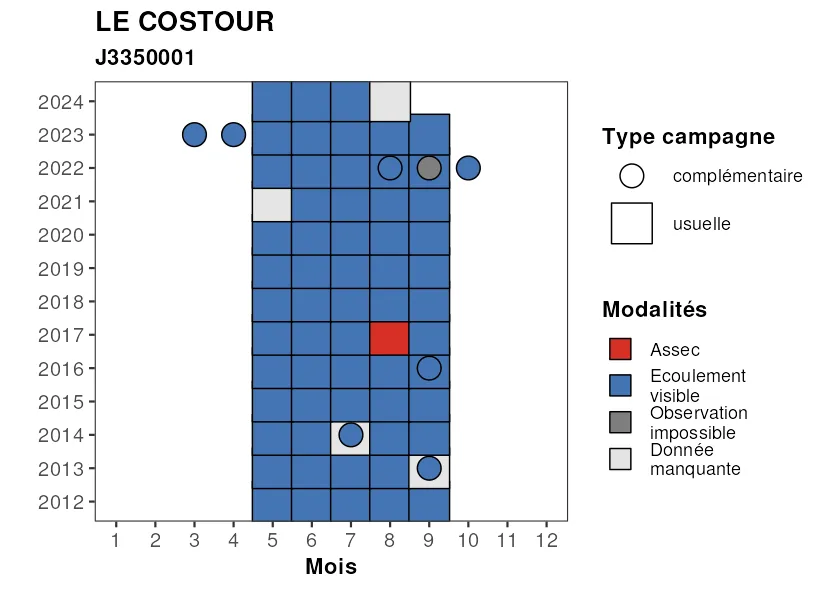 LE COSTOUR
J3350001
2024
2023
2022
2021
2020
2019
2018
2017
2016
2015
2014
2013
2012
1 2 3 4 5 6 7 8 9 10 11 12
Mois
Type campagne
complémentaire
usuelle
Modalités
Assec
Ecoulement
visible
Observation
impossible
Donnée
manquante